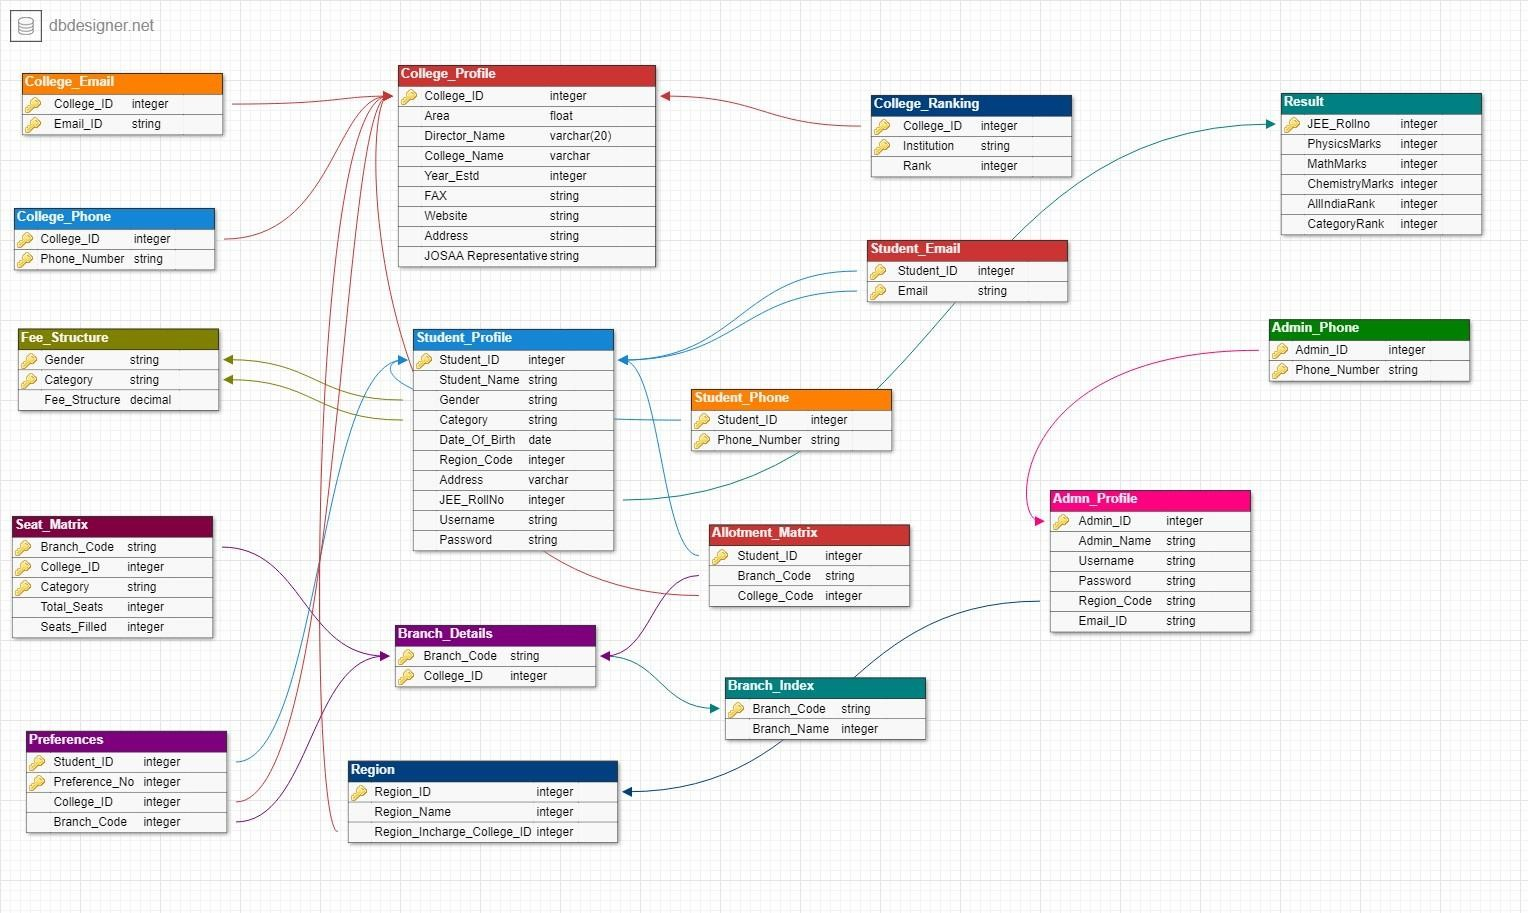 dbdesigner.net
College_Email
College_ID integer
Email_ID string
College_Profile
College_ID integer
Area float
Director_Name varchar(20)
College_Name varchar
Year_Estd integer
FAX string
Website string
Address string
JOSAA Representative string
College_Ranking
College_ID integer
Institution string
Rank integer
Result
JEE_Rollno integer
PhysicsMarks integer
MathMarks integer
ChemistryMarks integer
AllIndiaRank integer
CategoryRank integer
College_Phone
College_ID integer
Phone_Number string
Student_Email
Student_ID integer
Email string
Fee_Structure
Gender string
Category string
Fee_Structure decimal
Student_Profile
Student_ID integer
Student_Name string
Gender string
Category string
Date_Of_Birth date
Region_Code integer
Address varchar
JEE_RollNo integer
Username string
Password string
Admin_Phone
Admin_ID integer
Phone_Number string
Student_Phone
Student_ID integer
Phone_Number string
Seat_Matrix
Branch_Code string
College_ID integer
Category string
Total_Seats integer
Seats_Filled integer
Allotment_Matrix
Student_ID integer
Branch_Code string
College_Code integer
Admn_Profile
Admin_ID integer
Admin_Name string
Username string
Password string
Region_Code string
Email_ID string
Branch_Details
Branch_Code string
College_ID integer
Branch_Index
Branch_Code string
Branch_Name integer
Preferences
Student_ID integer
Preference_No integer
College_ID integer
Branch_Code integer
Region
Region_ID integer
Region_Name integer
Region_Incharge_College_ID integer